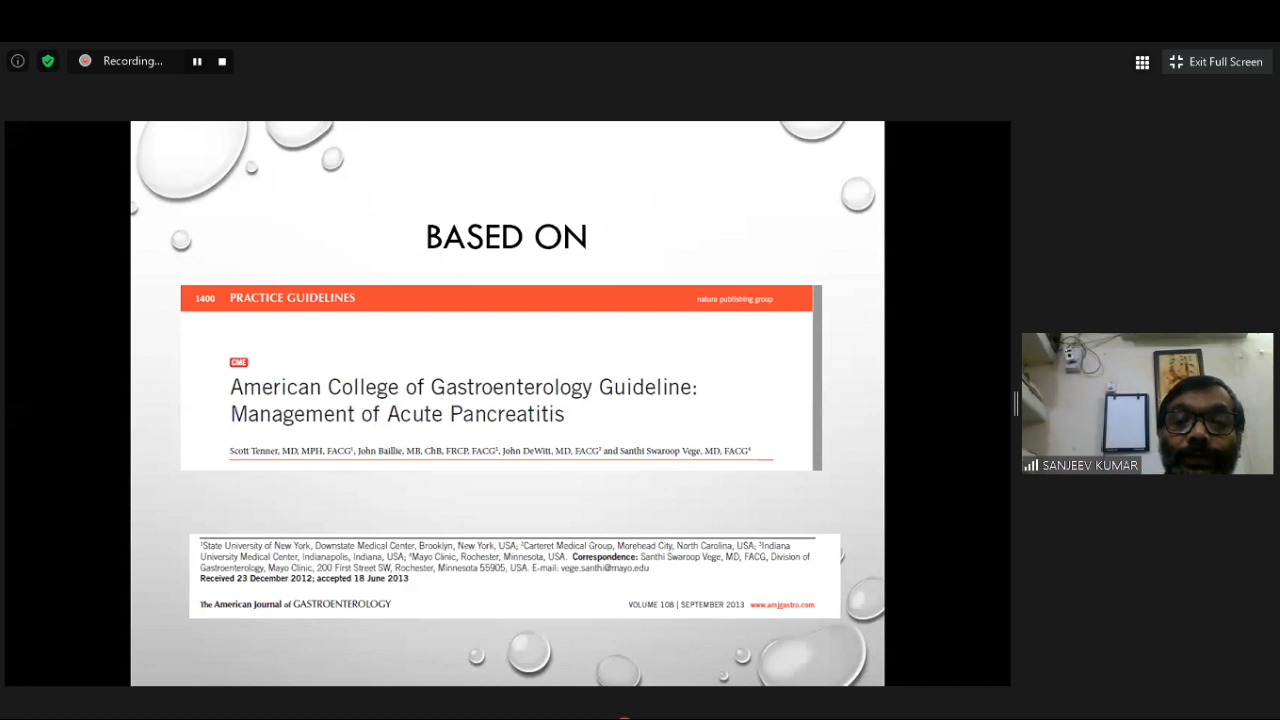 Recording...
Exit Full Screen
BASED ON
1400 PRACTICE GUIDELINES
nature publishing group
CME
American College of Gastroenterology Guideline:
Management of Acute Pancreatitis
Scott Tenner, MD, MPH, FACG¹, John Baillie, MB, ChB, FRCP, FACG², John DeWitt, MD, FACG³ and Santhi Swaroop Vege, MD, FACG⁴
SANJEEV KUMAR
¹State University of New York, Downstate Medical Center, Brooklyn, New York, USA; ²Carteret Medical Group, Morehead City, North Carolina, USA; ³Indiana
University Medical Center, Indianapolis, Indiana, USA; ⁴Mayo Clinic, Rochester, Minnesota, USA. Correspondence: Santhi Swaroop Vege, MD, FACG, Division of
Gastroenterology, Mayo Clinic, 200 First Street SW, Rochester, Minnesota 55905, USA. E-mail: vege.santhi@mayo.edu
Received 23 December 2012; accepted 18 June 2013
The American Journal of GASTROENTEROLOGY
VOLUME 108 | SEPTEMBER 2013 www.amjgastro.com